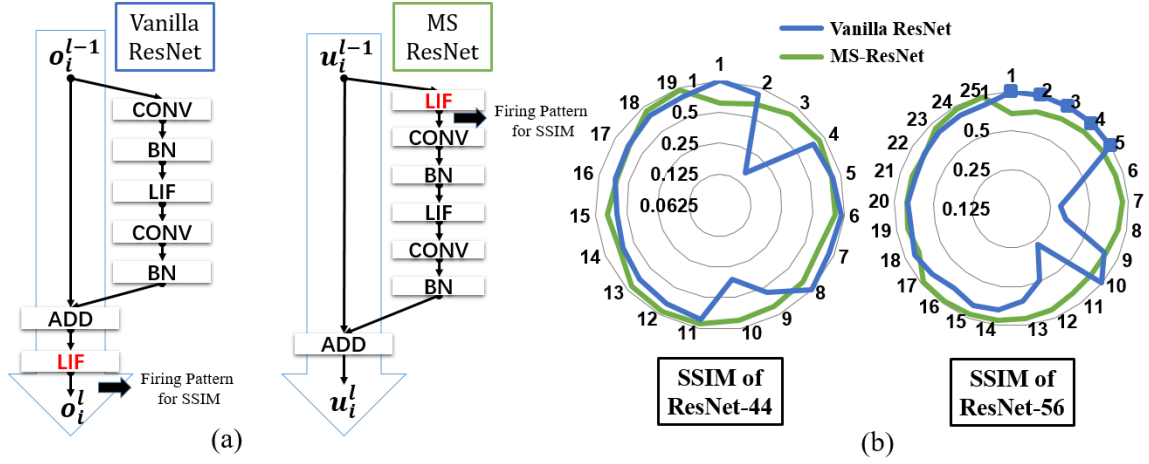 Vanilla
ResNet
o_i^{l-1}
CONV
BN
LIF
CONV
BN
ADD
LIF
o_i^l
Firing Pattern
for SSIM
MS
ResNet
u_i^{l-1}
LIF
Firing Pattern
for SSIM
CONV
BN
LIF
CONV
BN
ADD
u_i^l
(a)
Vanilla ResNet
MS-ResNet
1
1
2
3
4
5
6
7
8
9
10
11
12
13
14
15
16
17
18
19
0.5
0.25
0.125
0.0625
SSIM of
ResNet-44
1
1
2
3
4
5
6
7
8
9
10
11
12
13
14
15
16
17
18
19
20
21
22
23
24
25
0.5
0.25
0.125
SSIM of
ResNet-56
(b)